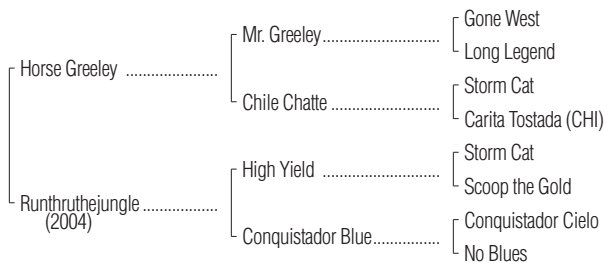 Gone West
Mr. Greeley
Long Legend
Horse Greeley
Storm Cat
Chile Chatte
Carita Tostada (CHI)
Storm Cat
High Yield
Scoop the Gold
Runthruthejungle
(2004)
Conquistador Cielo
Conquistador Blue
No Blues